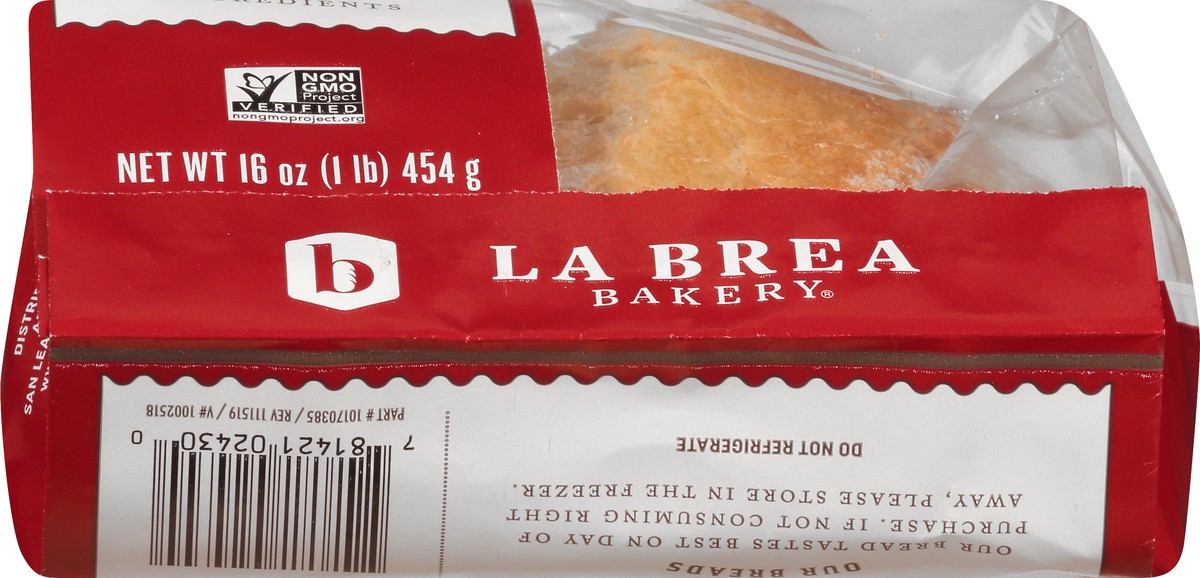 NON
GMO
Project
VERIFIED
nongmoproject.org
NET WT 16 oz (1 lb) 454 g
b
LA BREA
BAKERY®
SAN LEA
OUR BREADS
OUR BREAD TASTES BEST ON DAY OF
PURCHASE. IF NOT CONSUMING RIGHT
AWAY, PLEASE STORE IN THE FREEZER.
DO NOT REFRIGERATE
7 81421 02430 0
PART # 10170385 / REV 111519 / V# 1002518